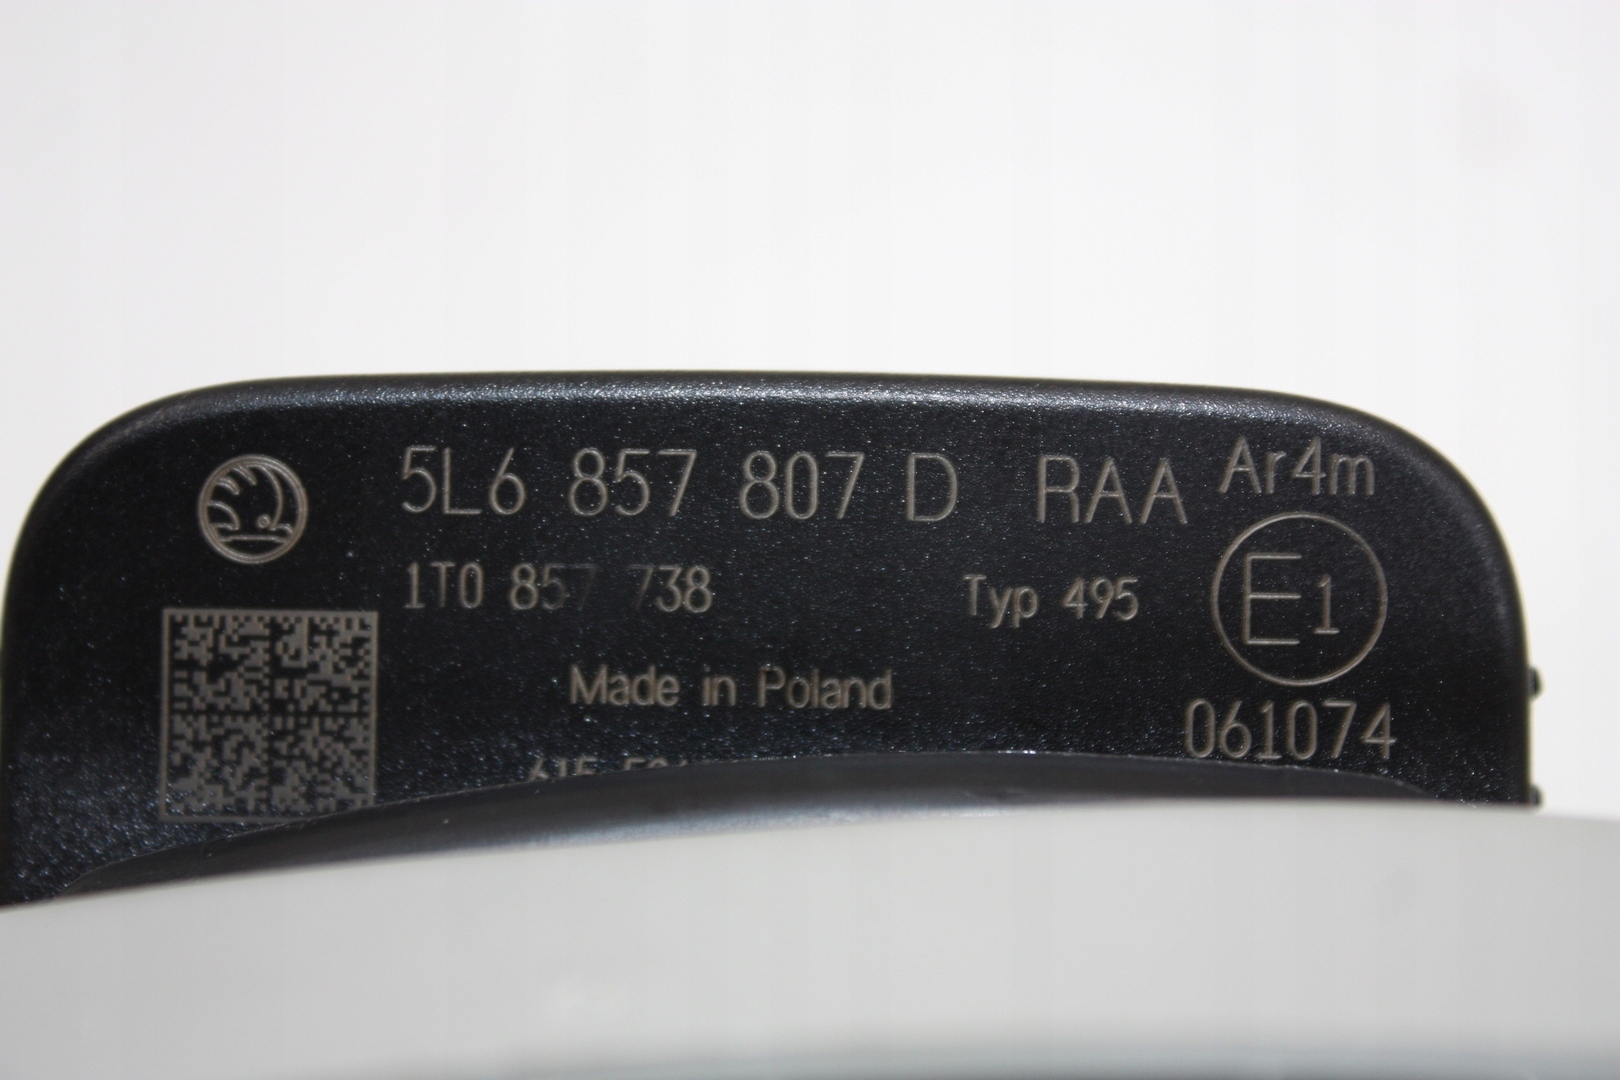 5L6 857 807 D RAA Ar4m
1T0 857 738 Typ 495 E1
Made in Poland
061074